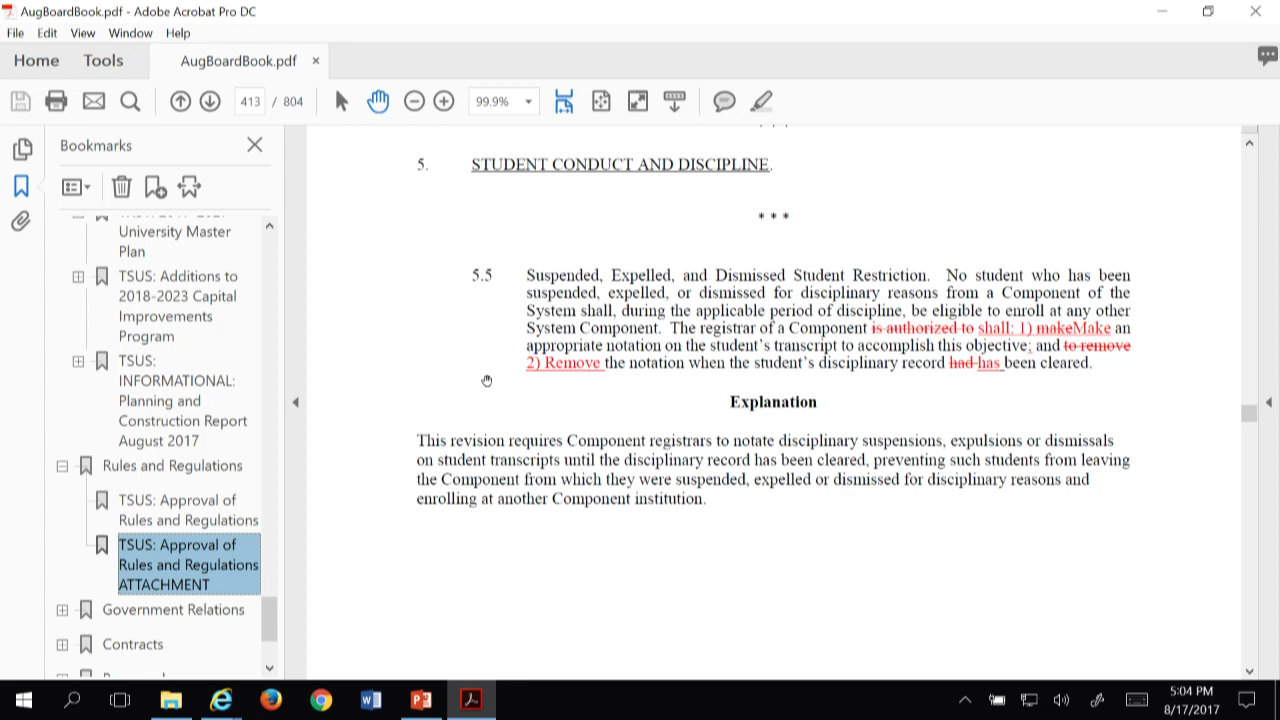 AugBoardBook.pdf - Adobe Acrobat Pro DC
File Edit View Window Help
Home Tools AugBoardBook.pdf ×
413 / 804 99.9%
Bookmarks
University Master
Plan
TSUS: Additions to
2018-2023 Capital
Improvements
Program
TSUS:
INFORMATIONAL:
Planning and
Construction Report
August 2017
Rules and Regulations
TSUS: Approval of
Rules and Regulations
TSUS: Approval of
Rules and Regulations
ATTACHMENT
Government Relations
Contracts
5. STUDENT CONDUCT AND DISCIPLINE.
* * *
5.5 Suspended, Expelled, and Dismissed Student Restriction. No student who has been
suspended, expelled, or dismissed for disciplinary reasons from a Component of the
System shall, during the applicable period of discipline, be eligible to enroll at any other
System Component. The registrar of a Component is authorized to shall: 1) makeMake an
appropriate notation on the student's transcript to accomplish this objective; and to remove
2) Remove the notation when the student's disciplinary record had has been cleared.
Explanation
This revision requires Component registrars to notate disciplinary suspensions, expulsions or dismissals
on student transcripts until the disciplinary record has been cleared, preventing such students from leaving
the Component from which they were suspended, expelled or dismissed for disciplinary reasons and
enrolling at another Component institution.
5:04 PM
8/17/2017